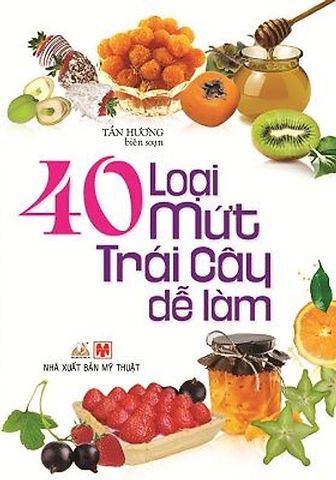 TẤN HƯƠNG
biên soạn
40 Loại
Mứt
Trái Cây
dễ làm
NHÀ XUẤT BẢN MỸ THUẬT